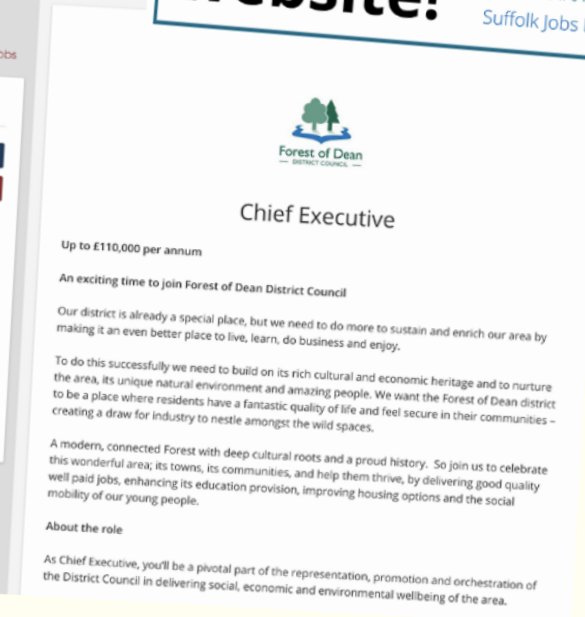 Website!
Suffolk Jobs
obs
Forest of Dean
DISTRICT COUNCIL
Chief Executive
Up to £110,000 per annum
An exciting time to join Forest of Dean District Council
Our district is already a special place, but we need to do more to sustain and enrich our area by
making it an even better place to live, learn, do business and enjoy.
To do this successfully we need to build on its rich cultural and economic heritage and to nurture
the area, its unique natural environment and amazing people. We want the Forest of Dean district
to be a place where residents have a fantastic quality of life and feel secure in their communities –
creating a draw for industry to nestle amongst the wild spaces.
A modern, connected Forest with deep cultural roots and a proud history. So join us to celebrate
this wonderful area; its towns, its communities, and help them thrive, by delivering good quality
well paid jobs, enhancing its education provision, improving housing options and the social
mobility of our young people.
About the role
As Chief Executive, you'll be a pivotal part of the representation, promotion and orchestration of
the District Council in delivering social, economic and environmental wellbeing of the area.